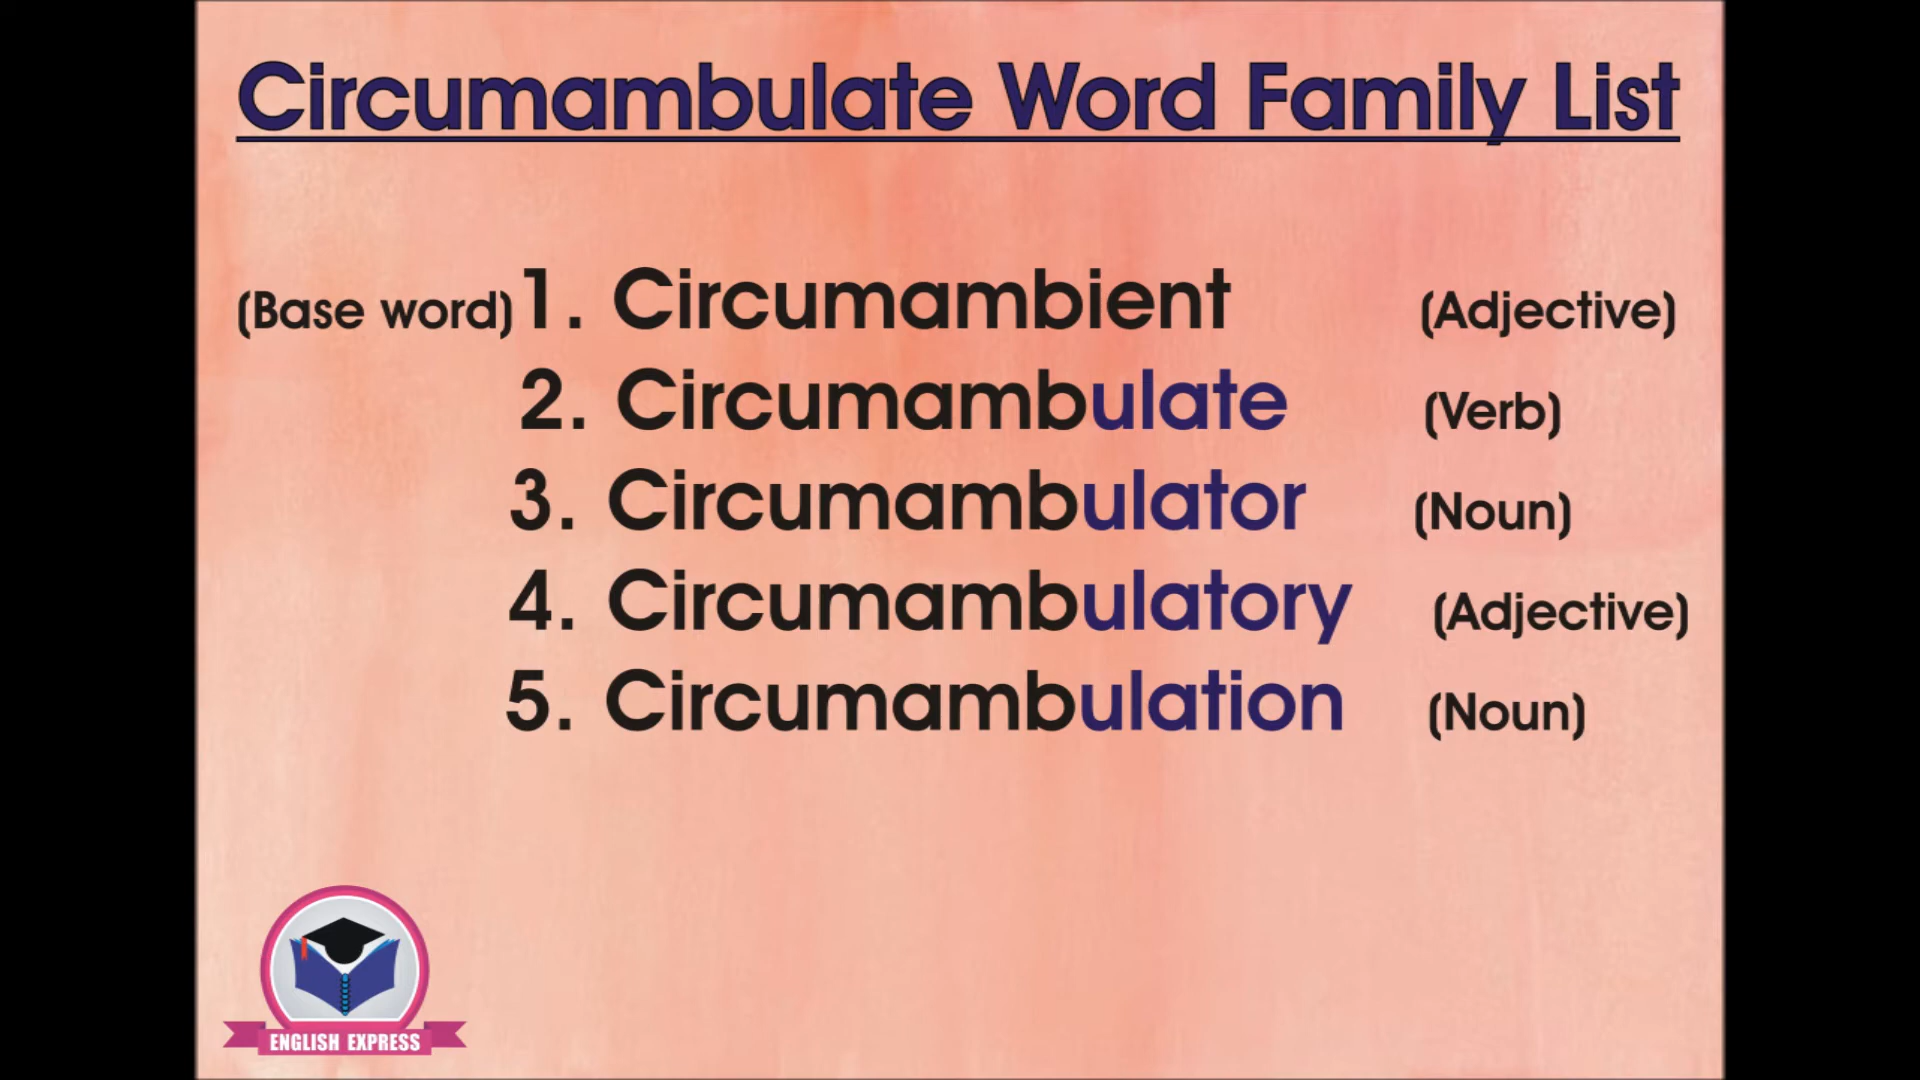 Circumambulate Word Family List
(Base word) 1. Circumambient (Adjective)
2. Circumambulate (Verb)
3. Circumambulator (Noun)
4. Circumambulatory (Adjective)
5. Circumambulation (Noun)
ENGLISH EXPRESS